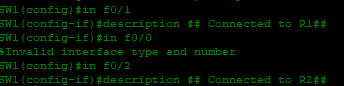 SW1(config)#in f0/1
SW1(config-if)#description ## Connected to R1##
SW1(config-if)#in f0/0
%Invalid interface type and number
SW1(config)#in f0/2
SW1(config-if)#description ## Connected to R2##